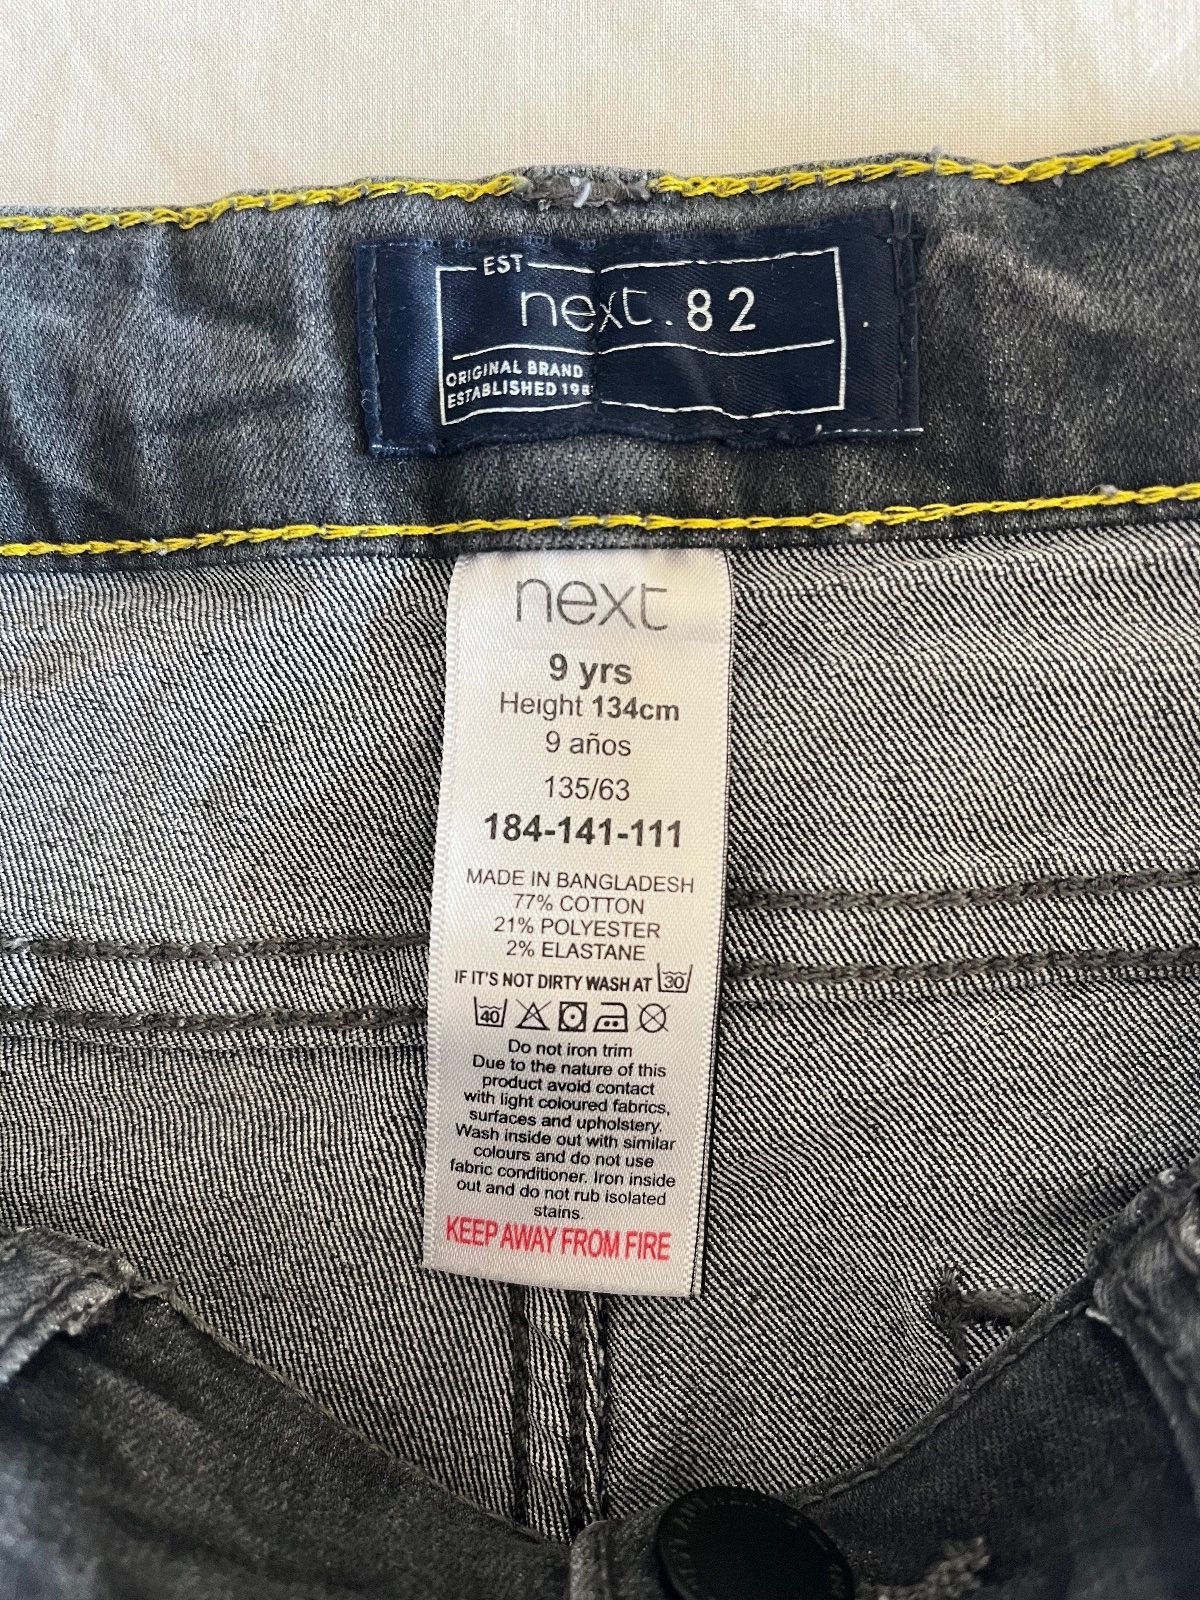 EST
next.82
ORIGINAL BRAND
ESTABLISHED 198
next
9 yrs
Height 134cm
9 años
135/63
184-141-111
MADE IN BANGLADESH
77% COTTON
21% POLYESTER
2% ELASTANE
IF IT'S NOT DIRTY WASH AT 30
40
Do not iron trim
Due to the nature of this
product avoid contact
with light coloured fabrics,
surfaces and upholstery.
Wash inside out with similar
colours and do not use
fabric conditioner. Iron inside
out and do not rub isolated
stains.
KEEP AWAY FROM FIRE